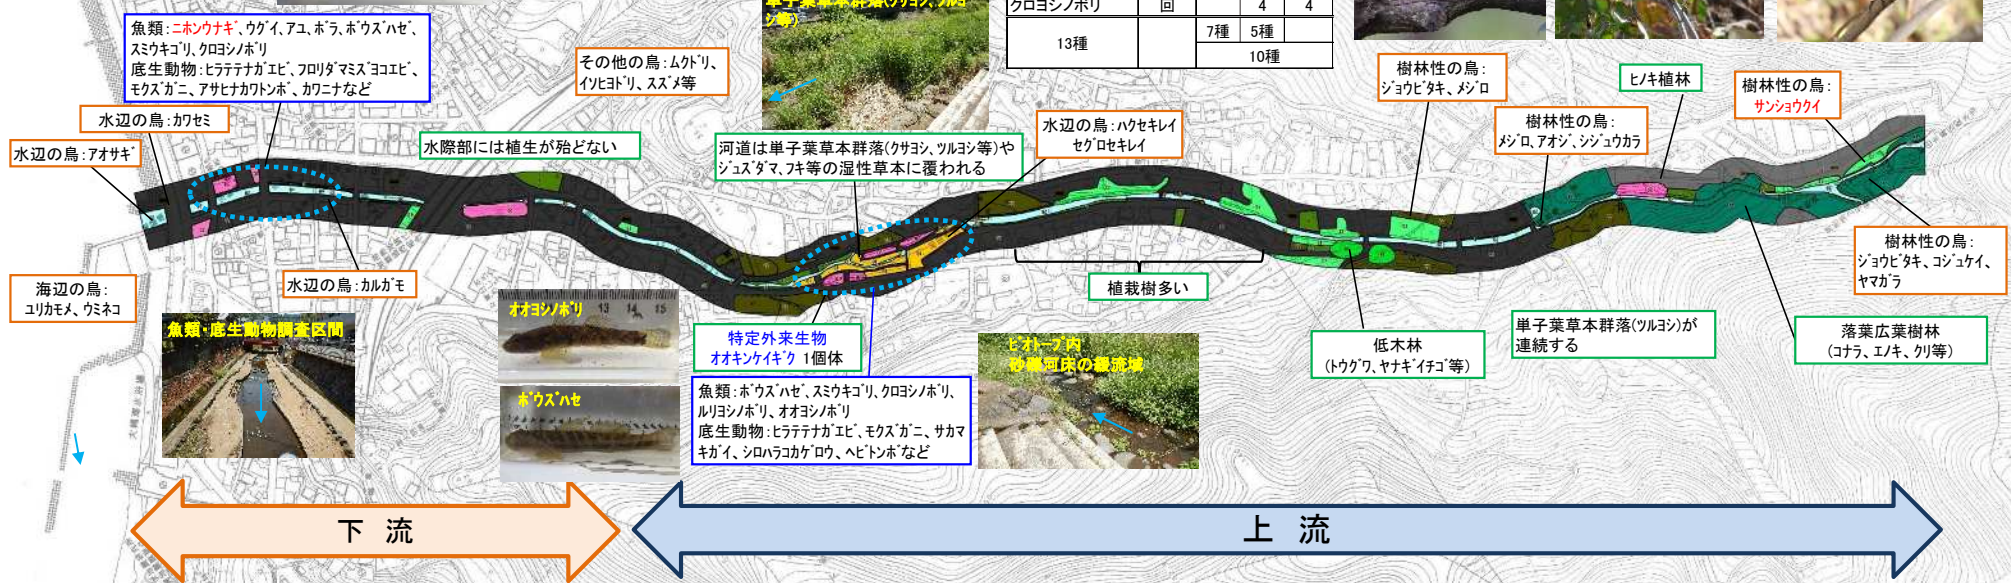 単子葉草本群落(クサヨシ、ツルヨシ等)
クロヨシノボリ 回 4 4
13種 7種 5種
10種
魚類:ニホンウナギ、ウグイ、アユ、ボラ、ボウズハゼ、
スミウキゴリ、クロヨシノボリ
底生動物:ヒラテテナガエビ、フロリダマミズヨコエビ、
モクズガニ、アサヒナカワトンボ、カワニナなど
その他の鳥:ムクドリ、
イソヒヨドリ、スズメ等
水辺の鳥:カワセミ
水辺の鳥:アオサギ
水際部には植生が殆どない
河道は単子葉草本群落(クサヨシ、ツルヨシ等)や
ジュズダマ、フキ等の湿性草本に覆われる
水辺の鳥:ハクセキレイ
セグロセキレイ
樹林性の鳥:
ジョウビタキ、メジロ
樹林性の鳥:
メジロ、アオジ、シジュウカラ
ヒノキ植林
樹林性の鳥:
サンショウクイ
海辺の鳥:
ユリカモメ、ウミネコ
水辺の鳥:カルガモ
植栽樹多い
樹林性の鳥:
ジョウビタキ、コジュケイ、
ヤマガラ
魚類・底生動物調査区間
オオヨシノボリ
13 14 15
ボウズハゼ
特定外来生物
オオキンケイギク 1個体
魚類:ボウズハゼ、スミウキゴリ、クロヨシノボリ、
ルリヨシノボリ、オオヨシノボリ
底生動物:ヒラテテナガエビ、モクズガニ、サカマ
キガイ、シロハラコカゲロウ、ヘビトンボなど
ビオトープ内
砂礫河床の緩流域
低木林
(トウグワ、ヤナギイチゴ等)
単子葉草本群落(ツルヨシ)が
連続する
落葉広葉樹林
(コナラ、エノキ、クリ等)
下 流
上 流